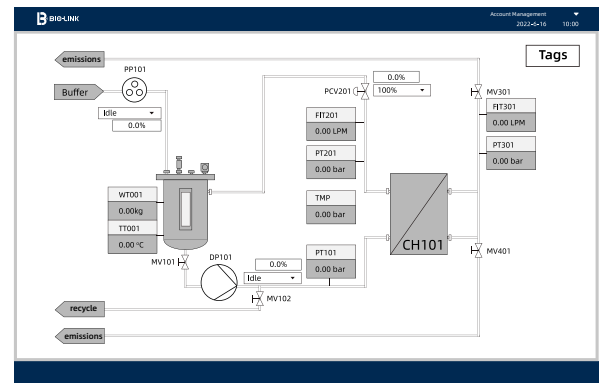 BIO-LINK
Account Management
2022-6-16 10:00
Tags
emissions
PP101
Buffer
Idle
0.0%
PCV201
0.0%
100%
MV301
FIT301
0.00 LPM
PT301
0.00 bar
FIT201
0.00 LPM
PT201
0.00 bar
TMP
0.00 bar
WT001
0.00kg
TT001
0.00 °C
CH101
MV101
DP101
0.0%
Idle
PT101
0.00 bar
MV401
MV102
recycle
emissions